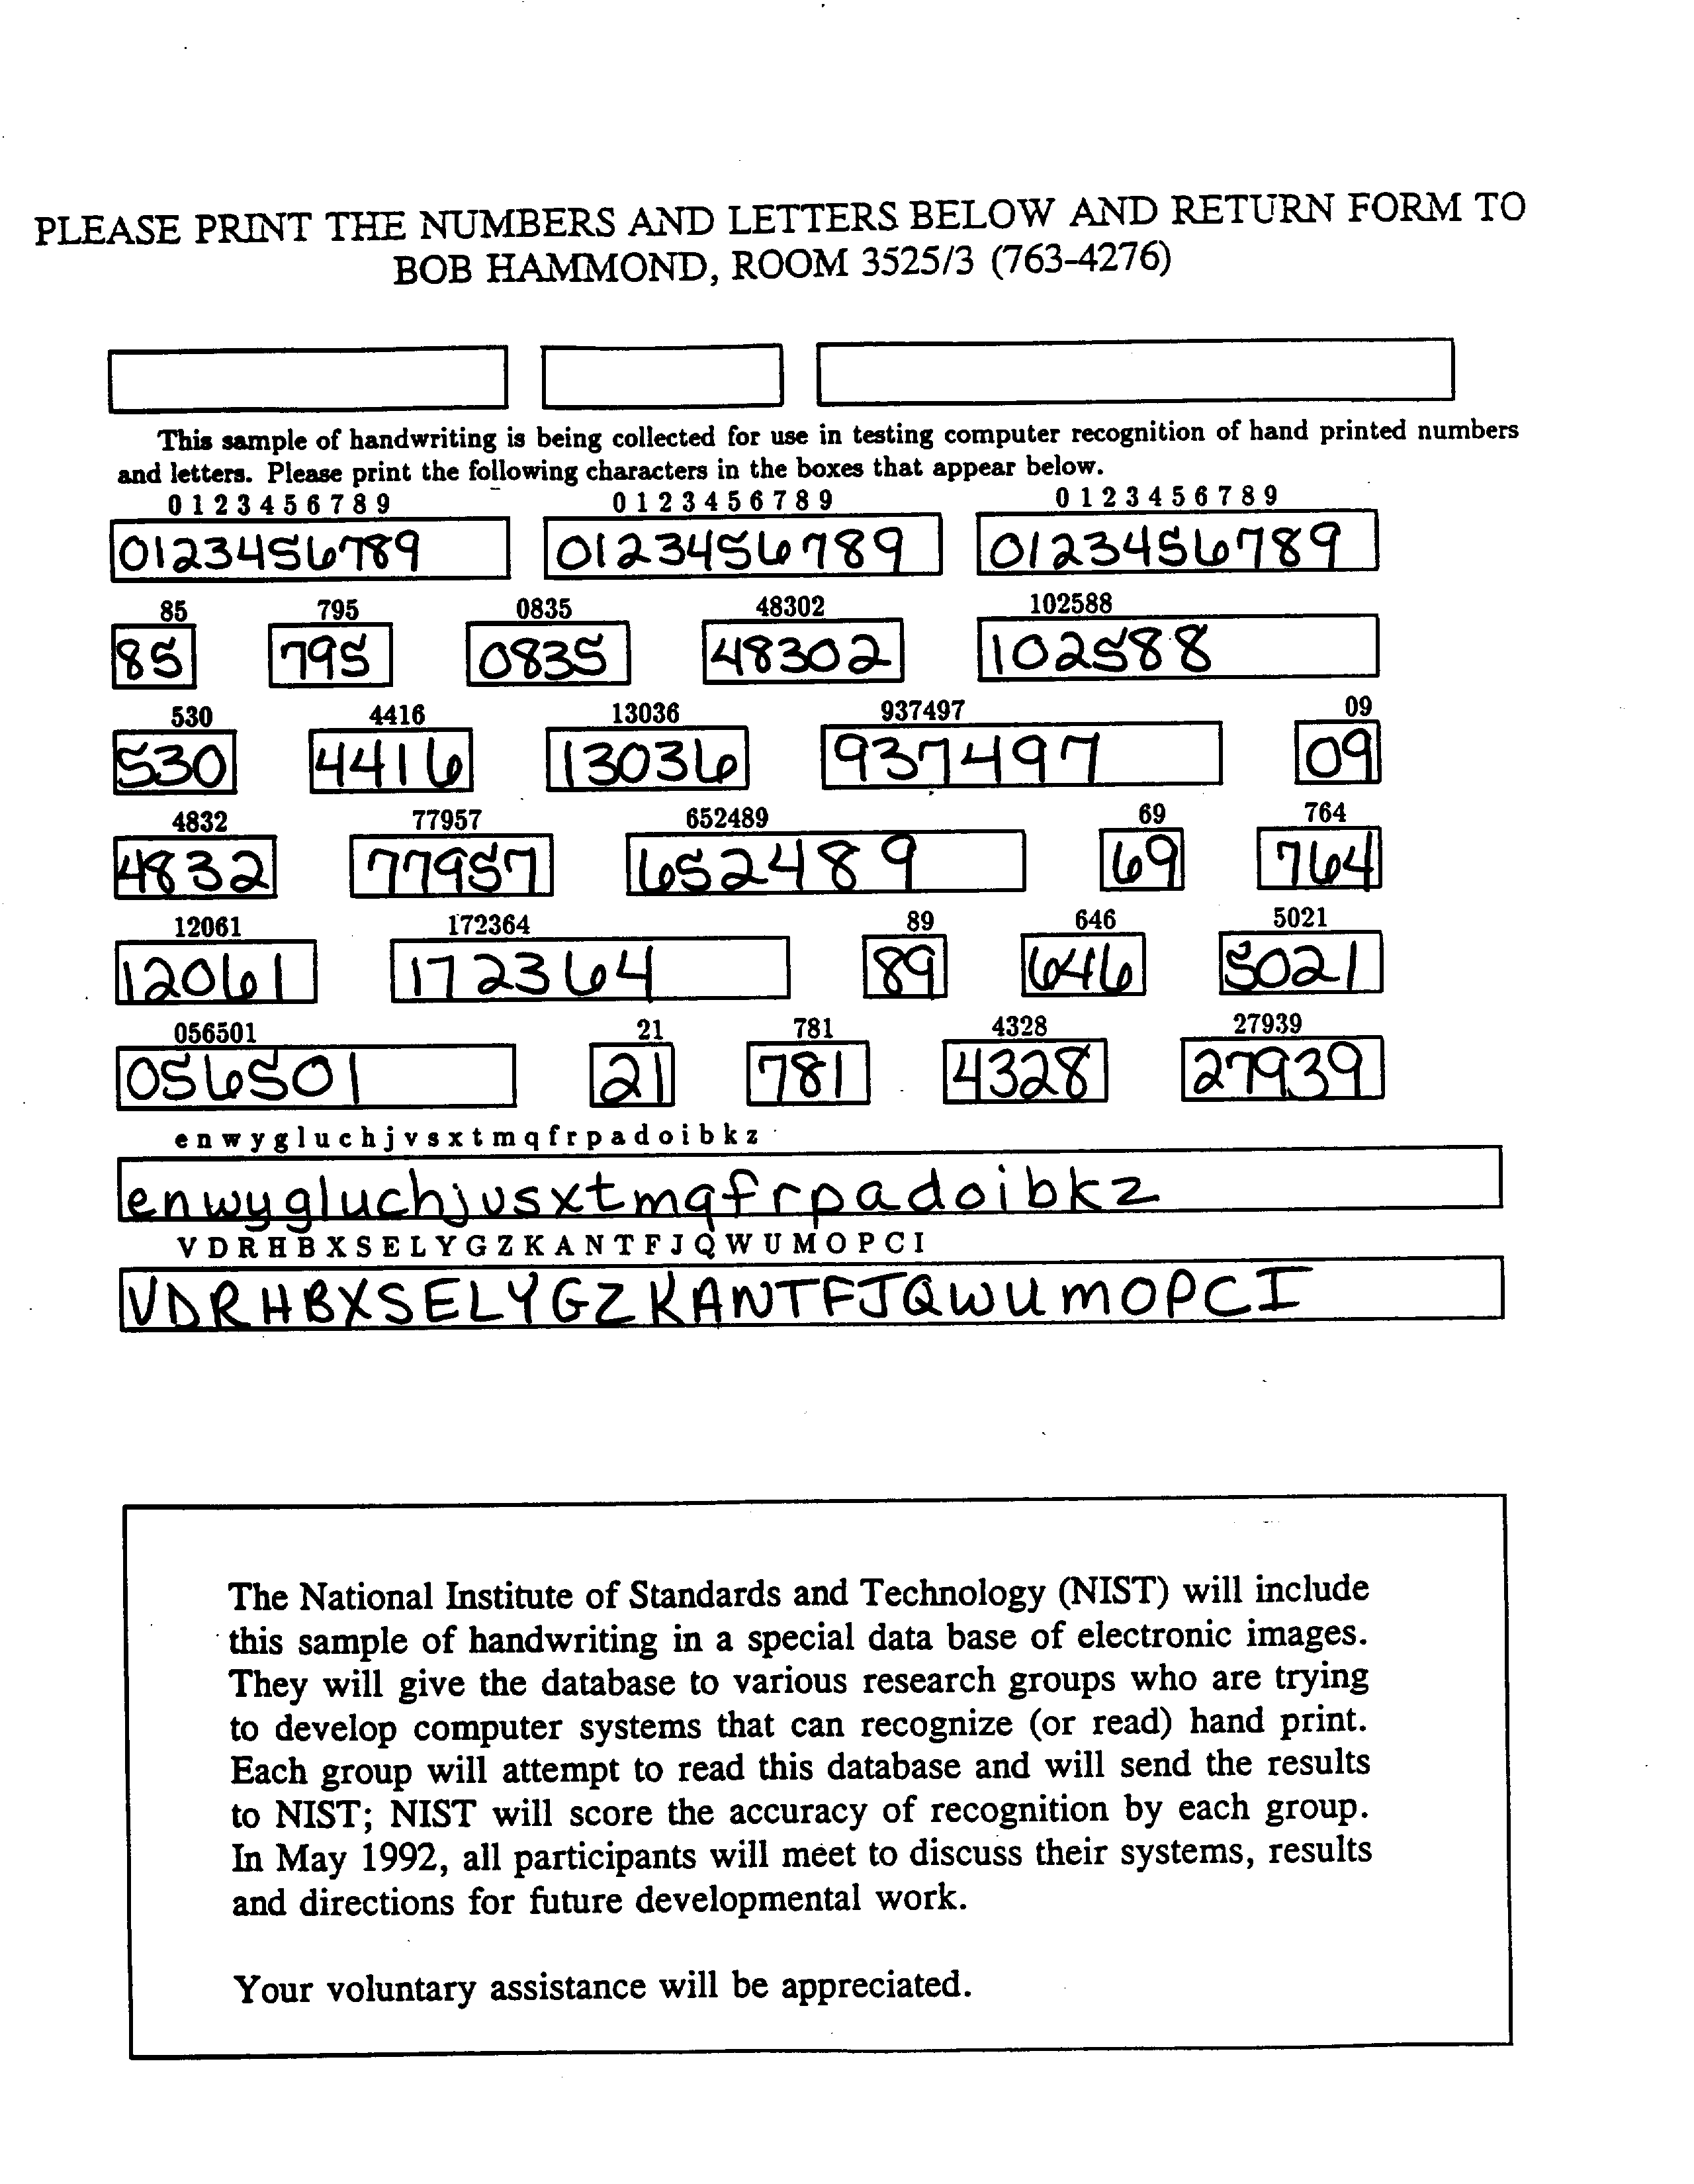 PLEASE PRINT THE NUMBERS AND LETTERS BELOW AND RETURN FORM TO
BOB HAMMOND, ROOM 3525/3 (763-4276)
This sample of handwriting is being collected for use in testing computer recognition of hand printed numbers
and letters. Please print the following characters in the boxes that appear below.
0 1 2 3 4 5 6 7 8 9 0 1 2 3 4 5 6 7 8 9 0 1 2 3 4 5 6 7 8 9
0123456789 0123456789 0123456789
85 795 0835 48302 102588
85 795 0835 48302 102588
530 4416 13036 937497 09
530 4416 13036 937497 09
4832 77957 652489 69 764
4832 77957 652489 69 764
12061 172364 89 646 5021
12061 172364 89 646 5021
056501 21 781 4328 27939
056501 21 781 4328 27939
e n w y g l u c h j v s x t m q f r p a d o i b k z
enwygluchjvsxtmqfrpadoibkz
V D R H B X S E L Y G Z K A N T F J Q W U M O P C I
VDRHBXSELYGZKANTFJQWUMOPCI
The National Institute of Standards and Technology (NIST) will include
this sample of handwriting in a special data base of electronic images.
They will give the database to various research groups who are trying
to develop computer systems that can recognize (or read) hand print.
Each group will attempt to read this database and will send the results
to NIST; NIST will score the accuracy of recognition by each group.
In May 1992, all participants will meet to discuss their systems, results
and directions for future developmental work.
Your voluntary assistance will be appreciated.